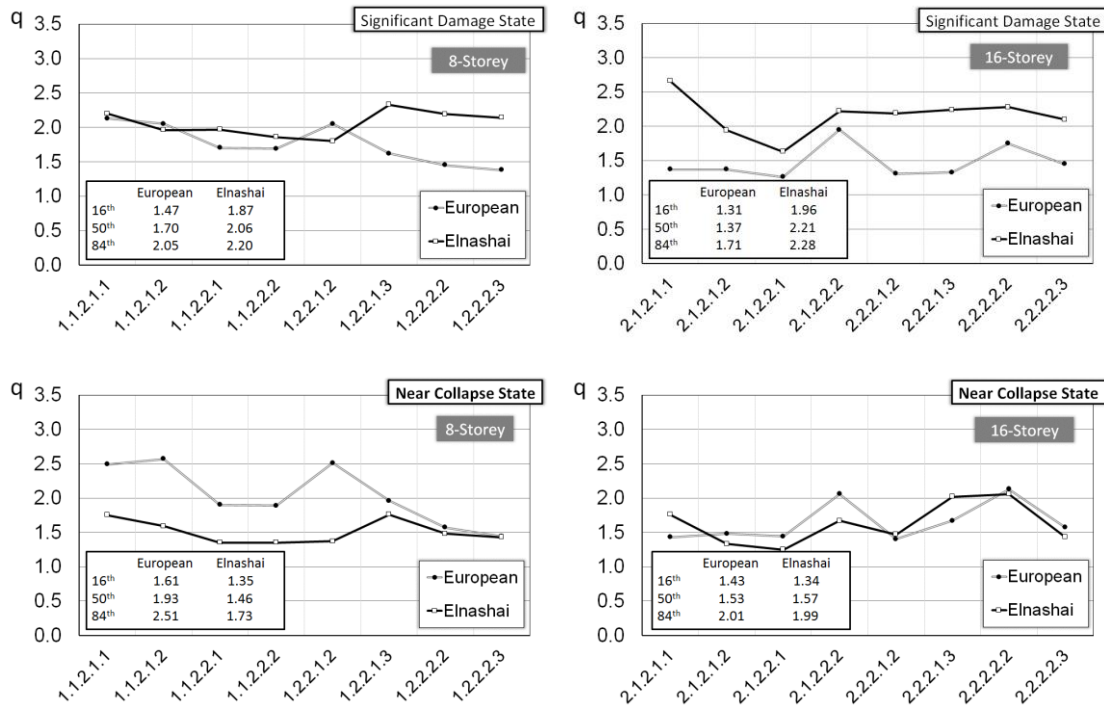 q
3.5
3.0
2.5
2.0
1.5
1.0
0.5
0.0
Significant Damage State
8-Storey
European Elnashai
16th 1.47 1.87
50th 1.70 2.06
84th 2.05 2.20
European
Elnashai
1.1.2.1.1
1.1.2.1.2
1.1.2.2.1
1.1.2.2.2
1.2.2.1.2
1.2.2.1.3
1.2.2.2.2
1.2.2.2.3
q
3.5
3.0
2.5
2.0
1.5
1.0
0.5
0.0
Significant Damage State
16-Storey
European Elnashai
16th 1.31 1.96
50th 1.37 2.21
84th 1.71 2.28
European
Elnashai
2.1.2.1.1
2.1.2.1.2
2.1.2.2.1
2.1.2.2.2
2.2.2.1.2
2.2.2.1.3
2.2.2.2.2
2.2.2.2.3
q
3.5
3.0
2.5
2.0
1.5
1.0
0.5
0.0
Near Collapse State
8-Storey
European Elnashai
16th 1.61 1.35
50th 1.93 1.46
84th 2.51 1.73
European
Elnashai
1.1.2.1.1
1.1.2.1.2
1.1.2.2.1
1.1.2.2.2
1.2.2.1.2
1.2.2.1.3
1.2.2.2.2
1.2.2.2.3
q
3.5
3.0
2.5
2.0
1.5
1.0
0.5
0.0
Near Collapse State
16-Storey
European Elnashai
16th 1.43 1.34
50th 1.53 1.57
84th 2.01 1.99
European
Elnashai
2.1.2.1.1
2.1.2.1.2
2.1.2.2.1
2.1.2.2.2
2.2.2.1.2
2.2.2.1.3
2.2.2.2.2
2.2.2.2.3